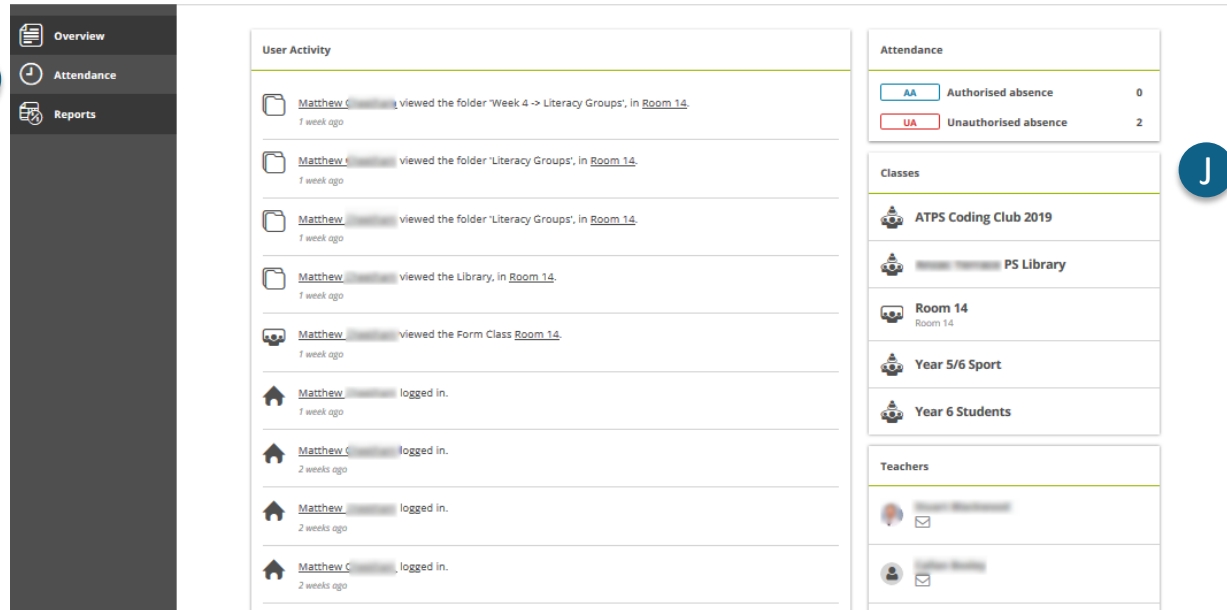 Overview
Attendance
Reports
User Activity
Matthew viewed the folder 'Week 4 -> Literacy Groups', in Room 14.
1 week ago
Matthew viewed the folder 'Literacy Groups', in Room 14.
1 week ago
Matthew viewed the folder 'Literacy Groups', in Room 14.
1 week ago
Matthew viewed the Library, in Room 14.
1 week ago
Matthew viewed the Form Class Room 14.
1 week ago
Matthew logged in.
1 week ago
Matthew logged in.
2 weeks ago
Matthew logged in.
2 weeks ago
Matthew logged in.
2 weeks ago
Attendance
AA Authorised absence 0
UA Unauthorised absence 2
J
Classes
ATPS Coding Club 2019
PS Library
Room 14
Room 14
Year 5/6 Sport
Year 6 Students
Teachers